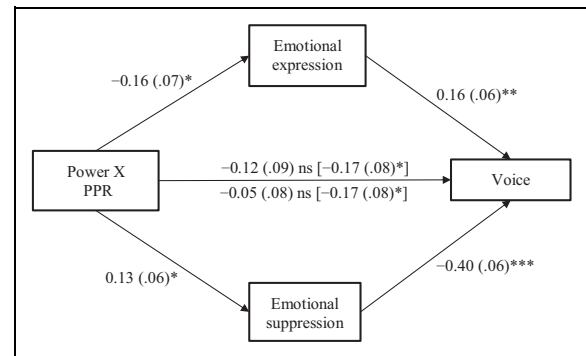 Emotional
expression
−0.16 (.07)*
0.16 (.06)**
Power X
PPR
−0.12 (.09) ns [−0.17 (.08)*]
−0.05 (.08) ns [−0.17 (.08)*]
Voice
0.13 (.06)*
−0.40 (.06)***
Emotional
suppression